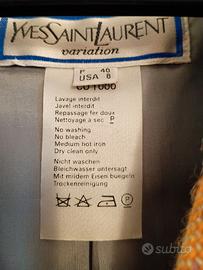 YVES SAINT LAURENT
variation
F 40
USA 8
CO 1000
Lavage interdit
Javel interdit
Repassage fer doux
Nettoyage a sec P
No washing
No bleach
Medium hot iron
Dry clean only
Nicht waschen
Bleichwasser untersagt
Mit mildem Eisen buegeln
Trockenreinigung
P
subito